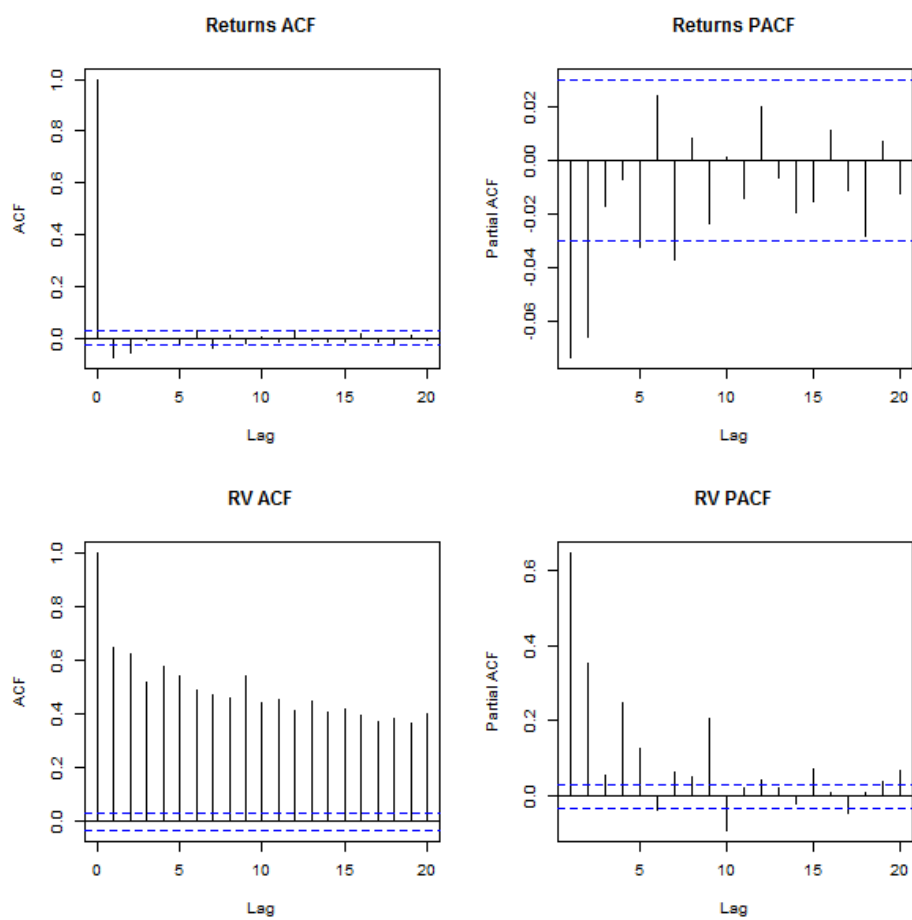 Returns ACF
ACF
1.0
0.8
0.6
0.4
0.2
0.0
0 5 10 15 20
Lag
Returns PACF
Partial ACF
0.02
0.00
-0.02
-0.04
-0.06
5 10 15 20
Lag
RV ACF
ACF
1.0
0.8
0.6
0.4
0.2
0.0
0 5 10 15 20
Lag
RV PACF
Partial ACF
0.6
0.4
0.2
0.0
5 10 15 20
Lag